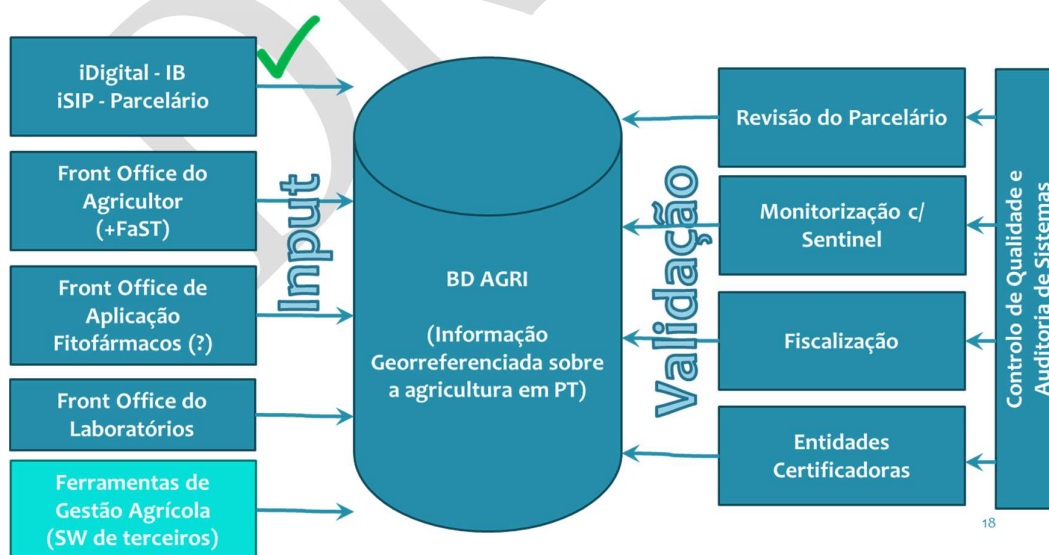 iDigital - IB
iSIP - Parcelário
Front Office do
Agricultor
(+FaST)
Front Office de
Aplicação
Fitofármacos (?)
Front Office do
Laboratórios
Ferramentas de
Gestão Agrícola
(SW de terceiros)
Input
BD AGRI
(Informação
Georreferenciada sobre
a agricultura em PT)
Validação
Revisão do Parcelário
Monitorização c/
Sentinel
Fiscalização
Entidades
Certificadoras
Controlo de Qualidade e
Auditoria de Sistemas
18